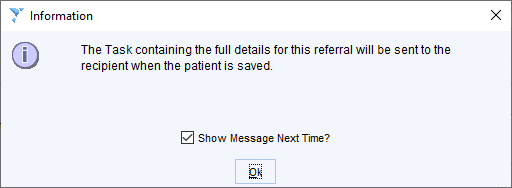 Information
The Task containing the full details for this referral will be sent to the
recipient when the patient is saved.
Show Message Next Time?
Ok